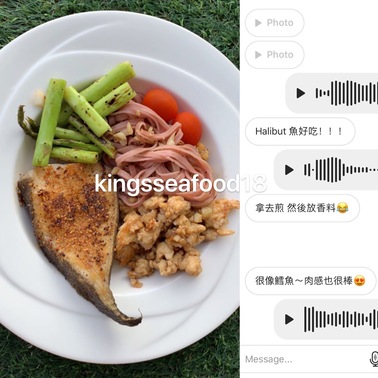 Photo
Photo
Halibut 魚好吃！！！
kingsseafood18
拿去煎 然後放香料😂
很像鱈魚～肉感也很棒😍
Message...